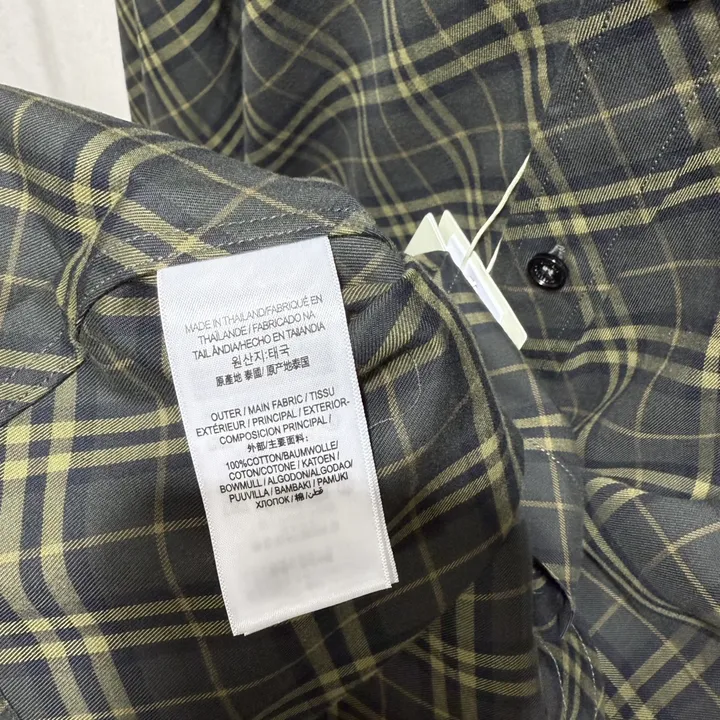 MADE IN THAILAND/FABRIQUÉ EN
THAÏLANDE / FABRICADO NA
TAILÂNDIA/HECHO EN TAILANDIA
원산지:태국
原產地 泰國/ 原产地泰国
OUTER / MAIN FABRIC / TISSU
EXTÉRIEUR / PRINCIPAL / EXTERIOR-
COMPOSICION PRINCIPAL /
外部/主要面料:
100%COTTON/BAUMWOLLE/
COTON/COTONE / KATOEN /
BOWMULL / ALGODON/ALGODAO/
PUUVILLA / BAMBAKI / PAMUKI
ХЛОПОК / 棉/قطن